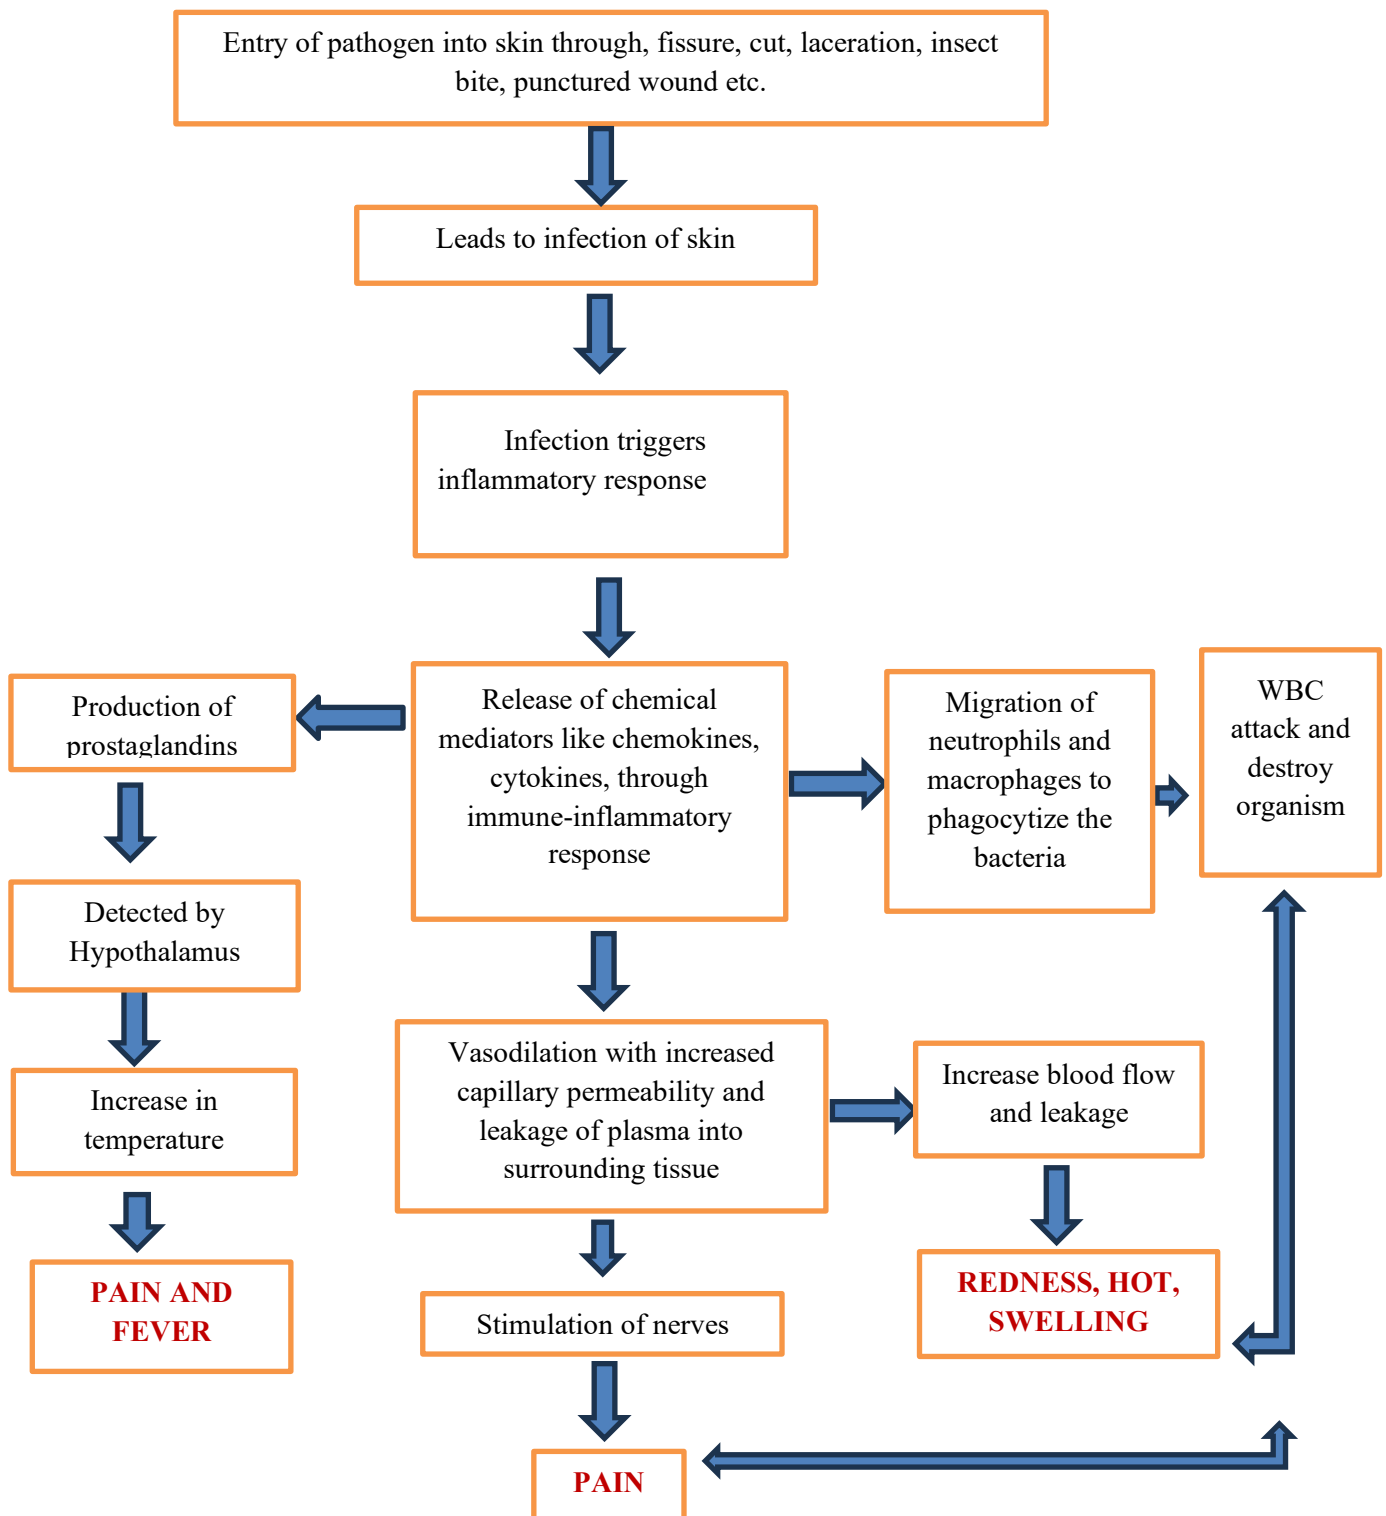 Entry of pathogen into skin through, fissure, cut, laceration, insect
bite, punctured wound etc.
Leads to infection of skin
Infection triggers
inflammatory response
Production of
prostaglandins
Release of chemical
mediators like chemokines,
cytokines, through
immune-inflammatory
response
Migration of
neutrophils and
macrophages to
phagocytize the
bacteria
WBC
attack and
destroy
organism
Detected by
Hypothalamus
Vasodilation with increased
capillary permeability and
leakage of plasma into
surrounding tissue
Increase blood flow
and leakage
Increase in
temperature
PAIN AND
FEVER
REDNESS, HOT,
SWELLING
Stimulation of nerves
PAIN